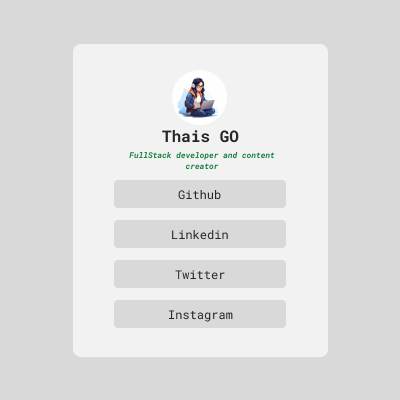 Thais GO
FullStack developer and content
creator
Github
Linkedin
Twitter
Instagram